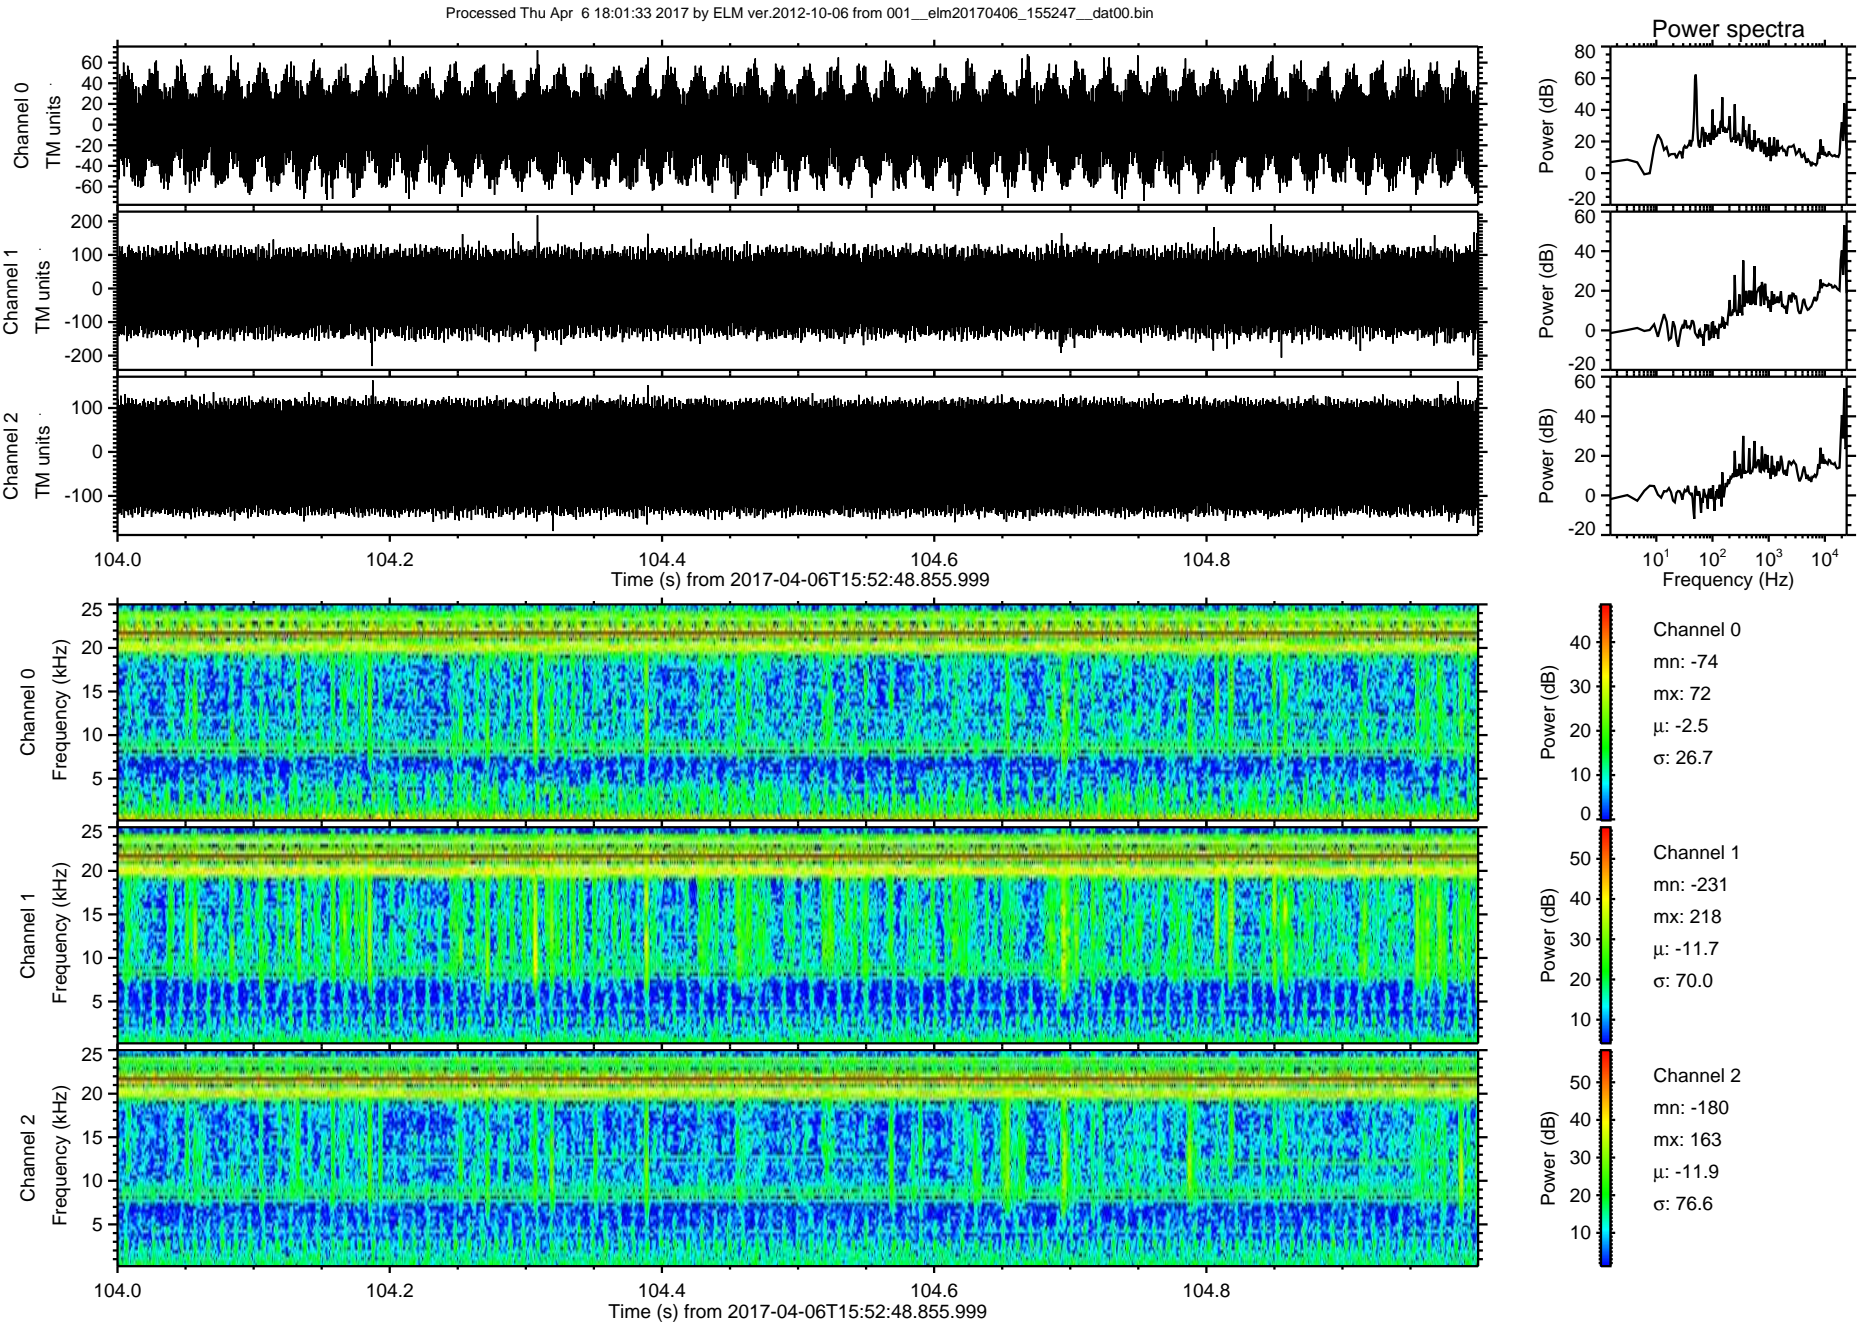 Processed Thu Apr  6 18:01:33 2017 by ELM ver.2012-10-06 from 001__elm20170406_155247__dat00.bin
Power spectra
Channel 0
TM units
60
40
20
0
-20
-40
-60
Power (dB)
80
60
40
20
0
-20
Channel 1
TM units
200
100
0
-100
-200
Power (dB)
60
40
20
0
-20
Channel 2
TM units
100
0
-100
Power (dB)
60
40
20
0
-20
104.0 104.2 104.4 104.6 104.8
Time (s) from 2017-04-06T15:52:48.855.999
10^1 10^2 10^3 10^4
Frequency (Hz)
Channel 0
Frequency (kHz)
25
20
15
10
5
Power (dB)
40
30
20
10
0
Channel 0
mn: -74
mx: 72
μ: -2.5
σ: 26.7
Channel 1
Frequency (kHz)
25
20
15
10
5
Power (dB)
50
40
30
20
10
Channel 1
mn: -231
mx: 218
μ: -11.7
σ: 70.0
Channel 2
Frequency (kHz)
25
20
15
10
5
Power (dB)
50
40
30
20
10
Channel 2
mn: -180
mx: 163
μ: -11.9
σ: 76.6
104.0 104.2 104.4 104.6 104.8
Time (s) from 2017-04-06T15:52:48.855.999